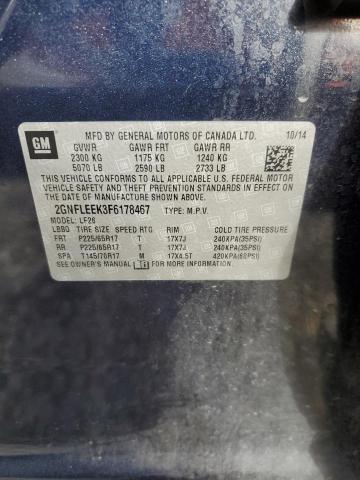 GM
MFD BY GENERAL MOTORS OF CANADA LTD. 10/14
GVWR GAWR FRT GAWR RR
2300 KG 1175 KG 1240 KG
5070 LB 2590 LB 2733 LB
THIS VEHICLE CONFORMS TO ALL APPLICABLE U.S. FEDERAL MOTOR
VEHICLE SAFETY, BUMPER, AND THEFT PREVENTION STANDARDS IN EFFECT ON
THE DATE OF MANUFACTURE SHOWN ABOVE.
2GNFLEEK3F6178467 TYPE: M.P.V.
MODEL: LF26
TIRE SIZE SPEED RTG RIM COLD TIRE PRESSURE
FRT P225/65R17 T 17X7J 240KPA(35PSI)
RR P225/65R17 T 17X7J 240KPA(35PSI)
SPA T145/70R17 M 17X4.5T 420KPA(60PSI)
SEE OWNER'S MANUAL FOR MORE INFORMATION